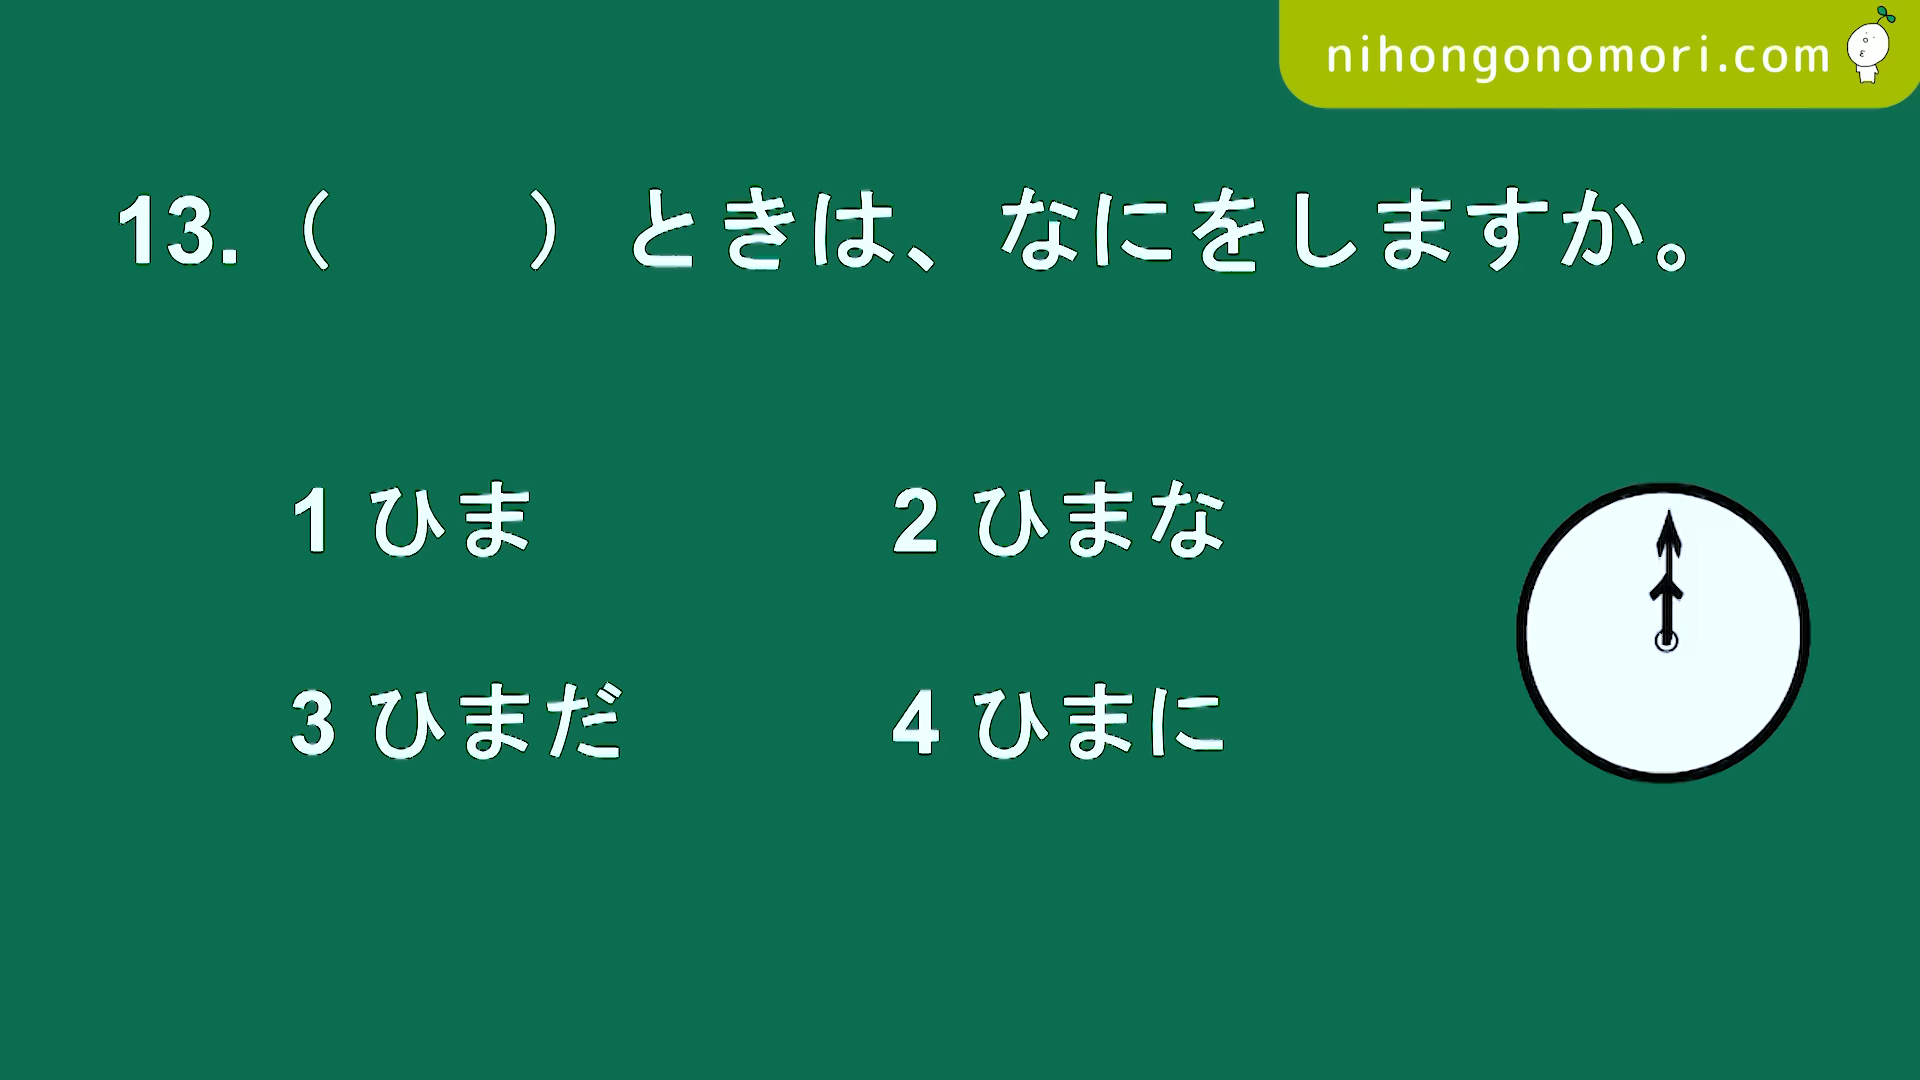 nihongonomori.com
13.（　　）ときは、なにをしますか。
1 ひま　2 ひまな
3 ひまだ　4 ひまに